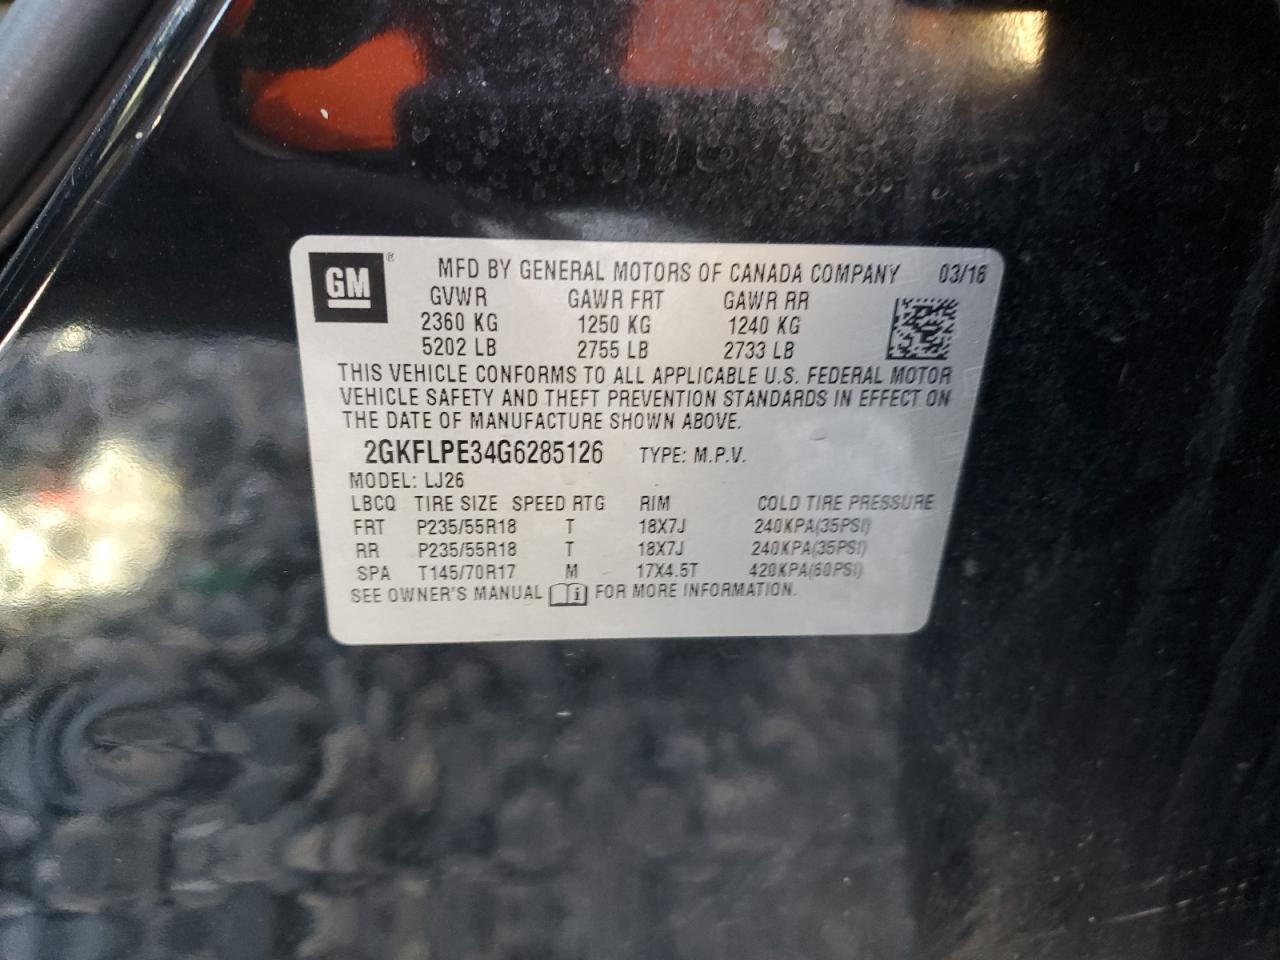 GM ® MFD BY GENERAL MOTORS OF CANADA COMPANY 03/16
GVWR GAWR FRT GAWR RR
2360 KG 1250 KG 1240 KG
5202 LB 2755 LB 2733 LB
THIS VEHICLE CONFORMS TO ALL APPLICABLE U.S. FEDERAL MOTOR
VEHICLE SAFETY AND THEFT PREVENTION STANDARDS IN EFFECT ON
THE DATE OF MANUFACTURE SHOWN ABOVE.
2GKFLPE34G6285126 TYPE: M.P.V.
MODEL: LJ26
LBCQ TIRE SIZE SPEED RTG RIM COLD TIRE PRESSURE
FRT P235/55R18 T 18X7J 240KPA(35PSI)
RR P235/55R18 T 18X7J 240KPA(35PSI)
SPA T145/70R17 M 17X4.5T 420KPA(60PSI)
SEE OWNER'S MANUAL i FOR MORE INFORMATION.